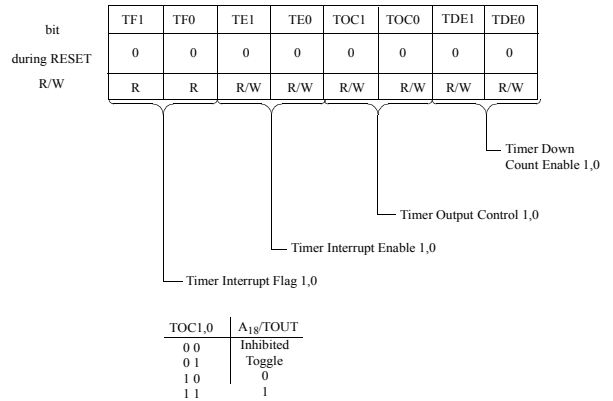 bit TF1 TF0 TE1 TE0 TOC1 TOC0 TDE1 TDE0
during RESET 0 0 0 0 0 0 0 0
R/W R R R/W R/W R/W R/W R/W R/W
Timer Down
Count Enable 1,0
Timer Output Control 1,0
Timer Interrupt Enable 1,0
Timer Interrupt Flag 1,0
TOC1,0 A18/TOUT
0 0 Inhibited
0 1 Toggle
1 0 0
1 1 1